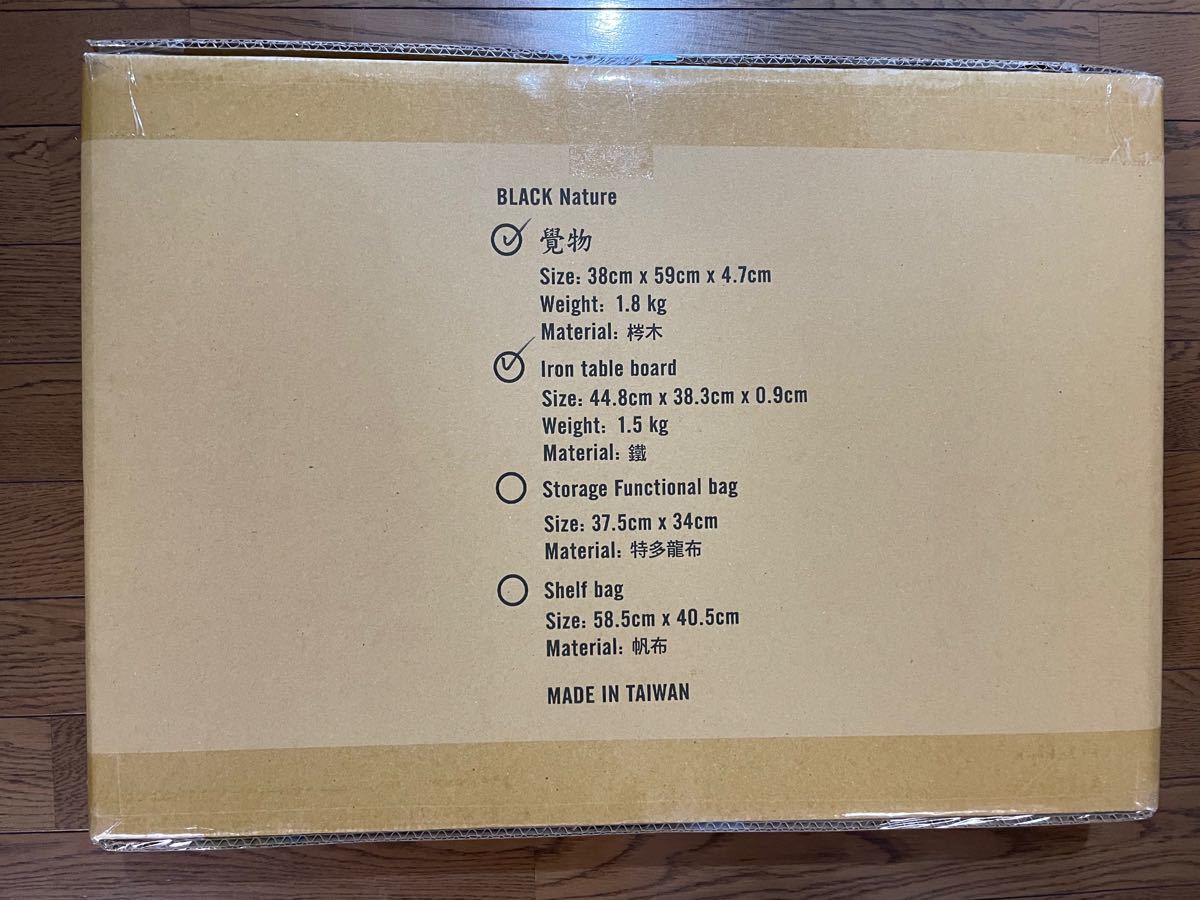 BLACK Nature
覺物
Size: 38cm x 59cm x 4.7cm
Weight: 1.8 kg
Material: 梣木
Iron table board
Size: 44.8cm x 38.3cm x 0.9cm
Weight: 1.5 kg
Material: 鐵
Storage Functional bag
Size: 37.5cm x 34cm
Material: 特多龍布
Shelf bag
Size: 58.5cm x 40.5cm
Material: 帆布
MADE IN TAIWAN